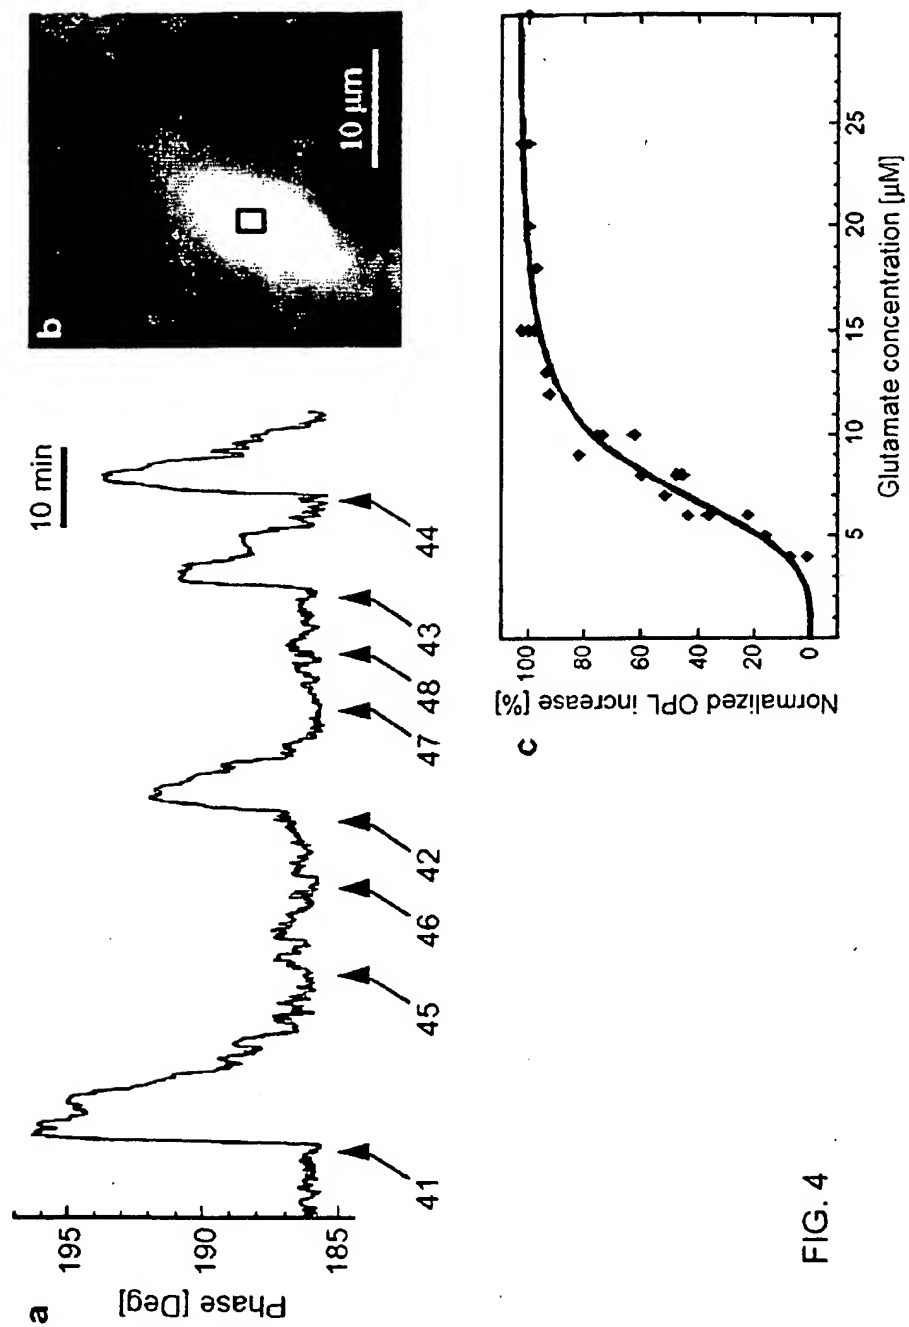 a
Phase [Deg]
195
190
185
10 min
41
45
46
42
47
48
43
44
b
10 µm
c
Normalized OPL increase [%]
100
80
60
40
20
0
5
10
15
20
25
Glutamate concentration [µM]
FIG. 4